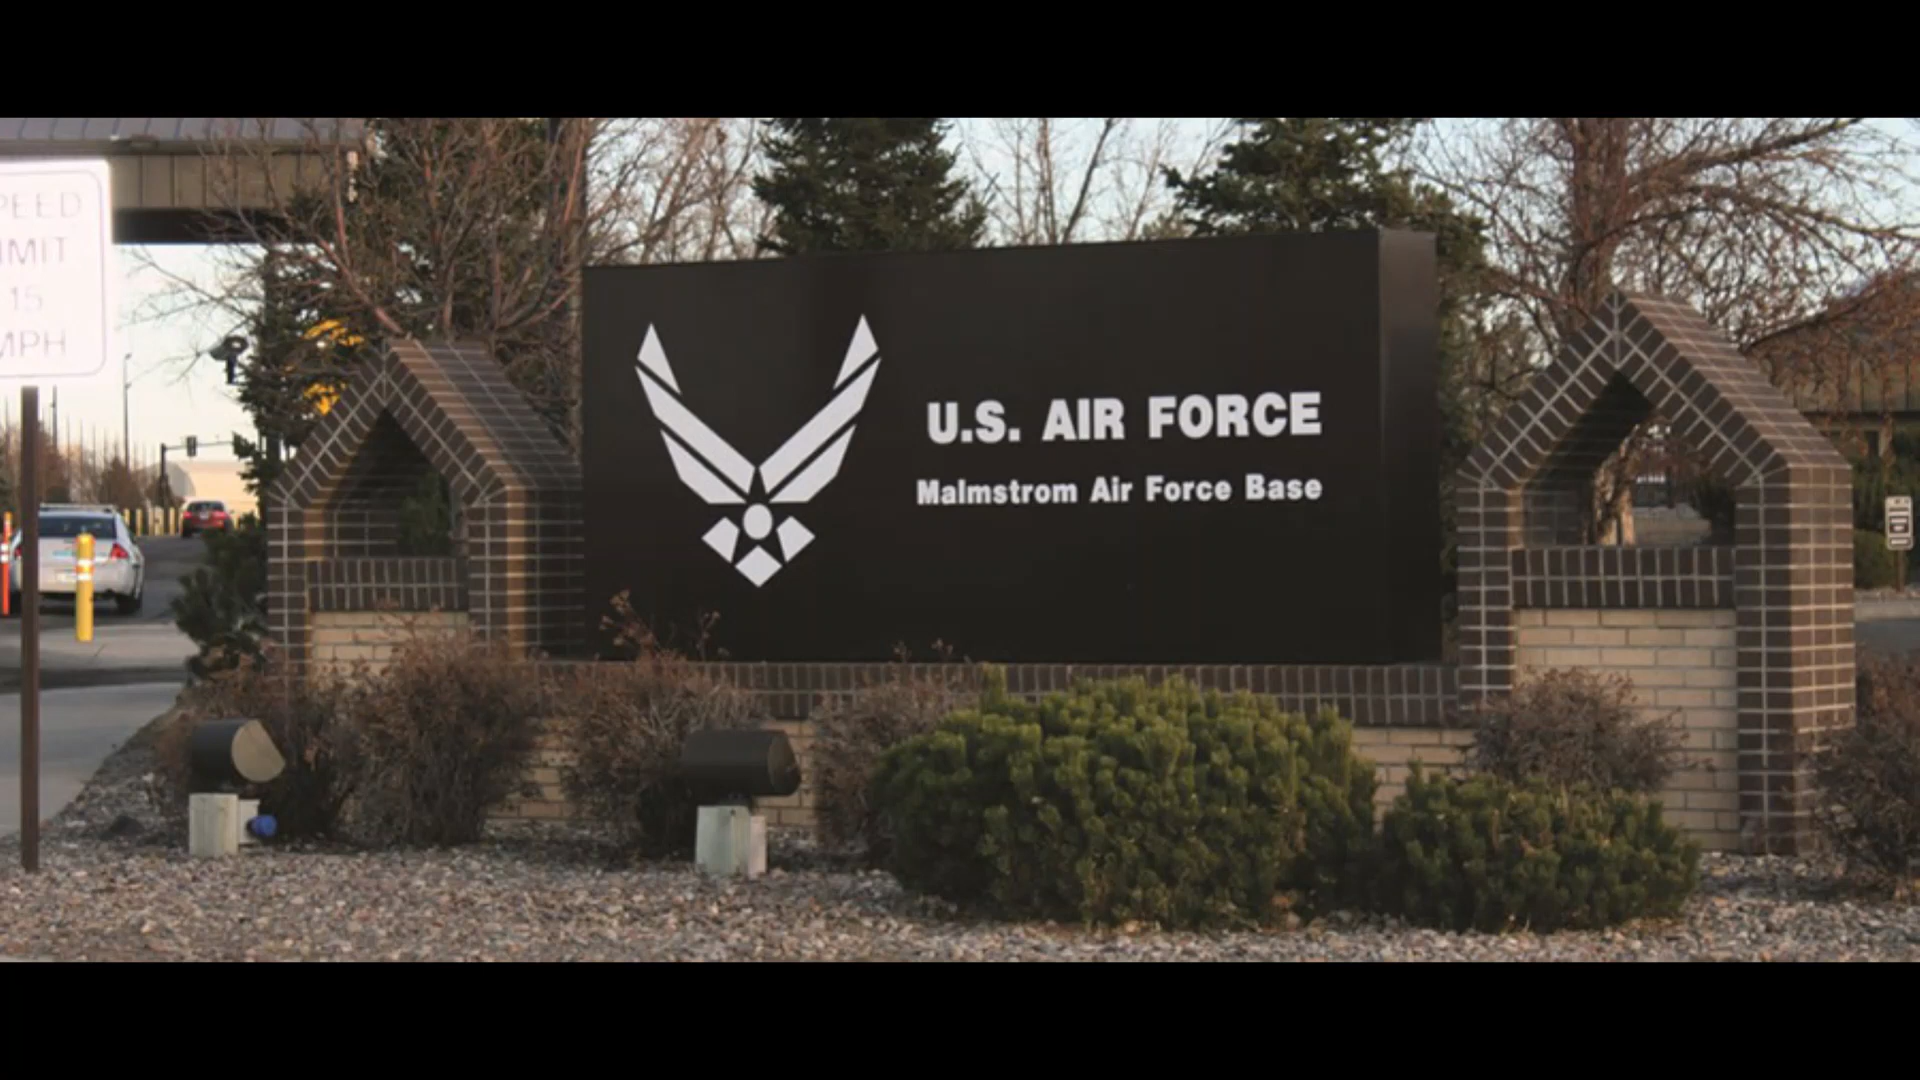 PEED
IMIT
15
MPH
U.S. AIR FORCE
Malmstrom Air Force Base